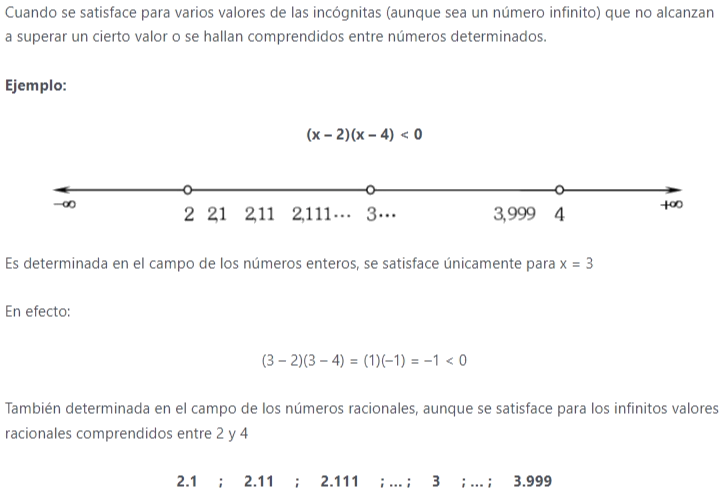 Cuando se satisface para varios valores de las incógnitas (aunque sea un número infinito) que no alcanzan
a superar un cierto valor o se hallan comprendidos entre números determinados.
Ejemplo:
(x – 2)(x – 4) < 0
–∞ 2 2,1 2,11 2,111··· 3··· 3,999 4 +∞
Es determinada en el campo de los números enteros, se satisface únicamente para x = 3
En efecto:
(3 – 2)(3 – 4) = (1)(–1) = –1 < 0
También determinada en el campo de los números racionales, aunque se satisface para los infinitos valores
racionales comprendidos entre 2 y 4
2.1 ; 2.11 ; 2.111 ; ... ; 3 ; ... ; 3.999